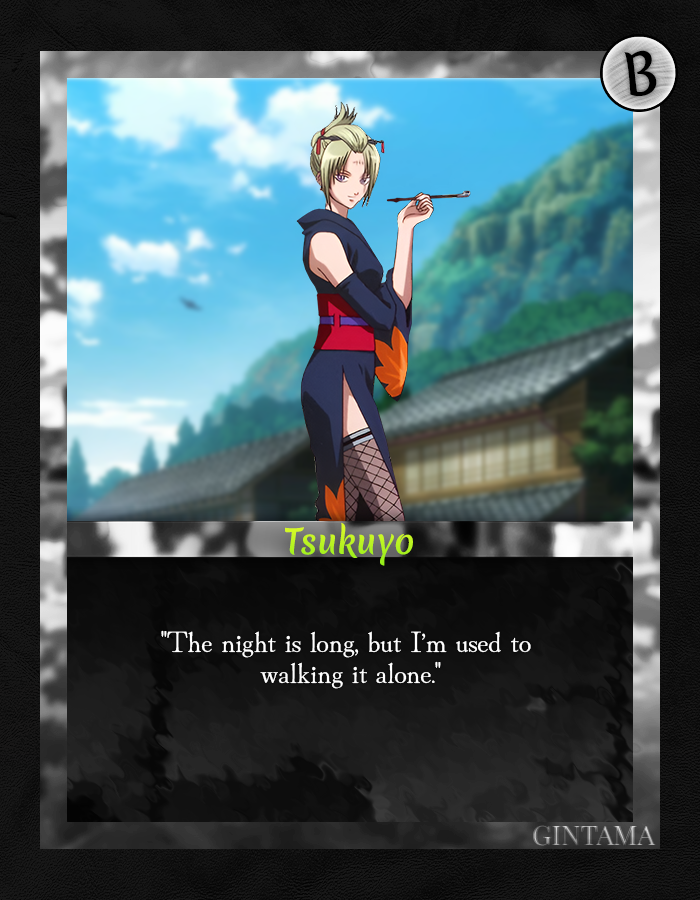 B
Tsukuyo
"The night is long, but I'm used to
walking it alone."
GINTAMA